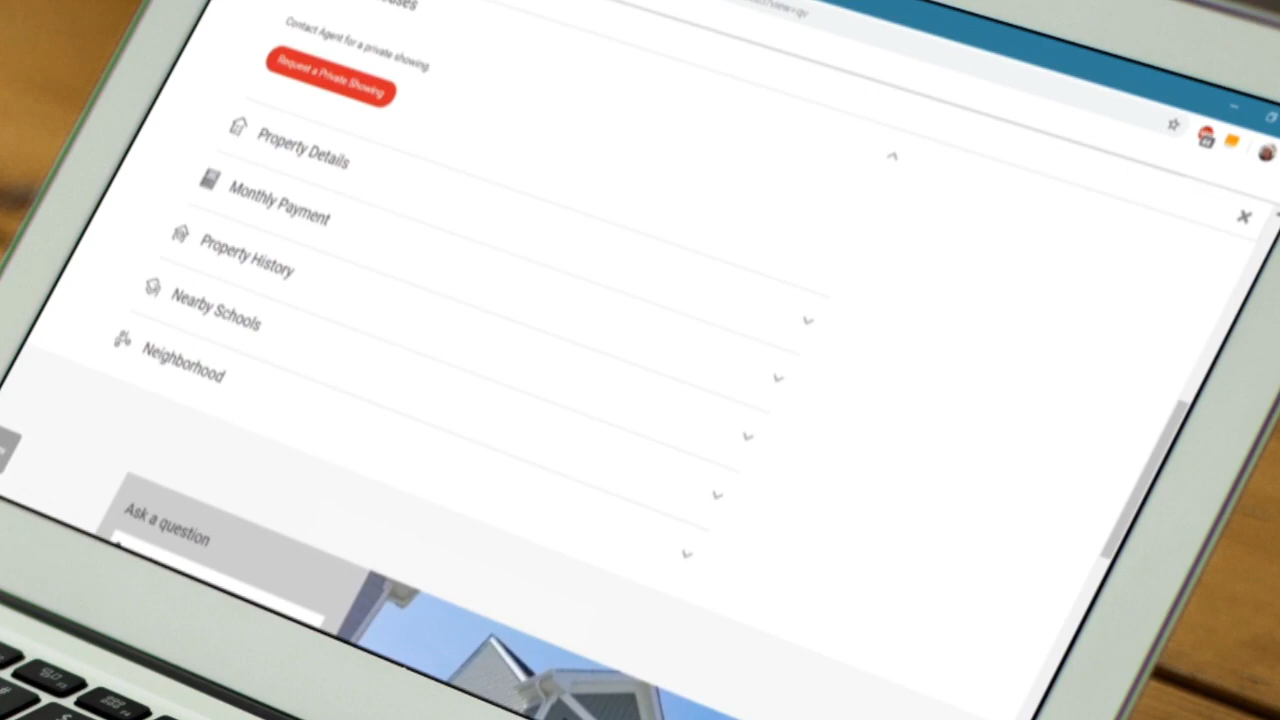 Contact Agent for a private showing
Request a Private Showing
Property Details
Monthly Payment
Property History
Nearby Schools
Neighborhood
Ask a question